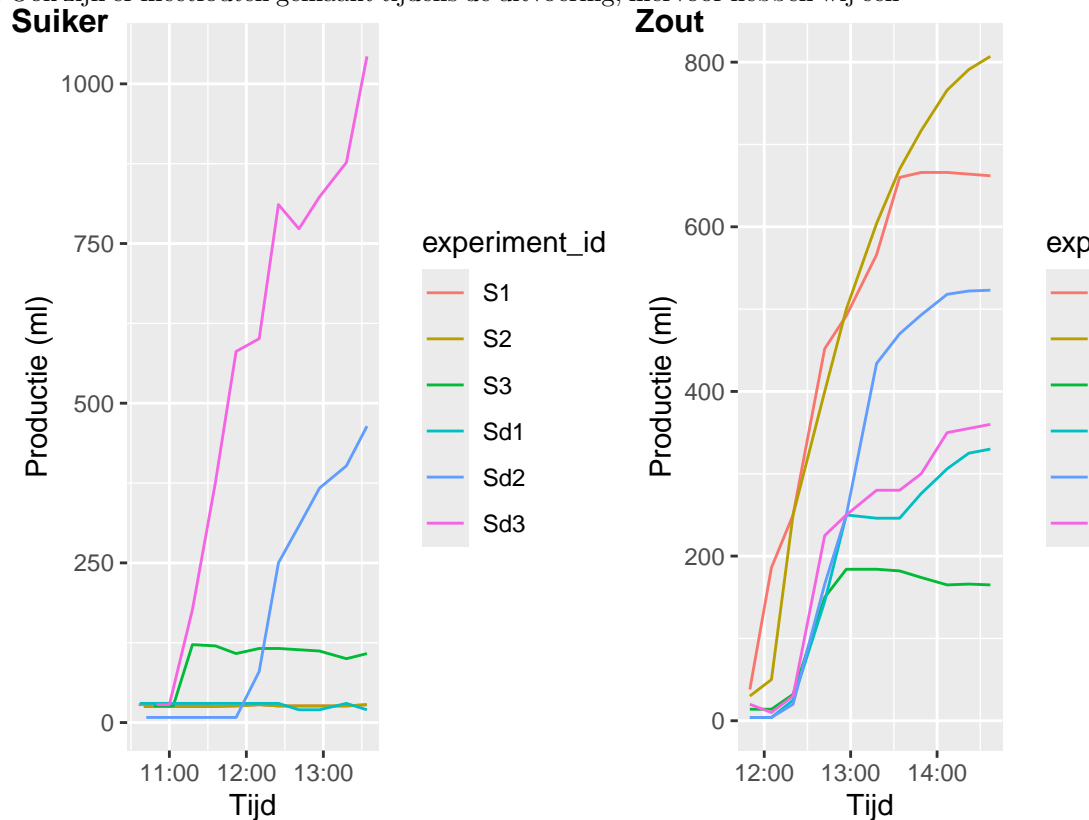 Suiker
Productie (ml)
1000
750
500
250
0
11:00 12:00 13:00
Tijd
experiment_id
S1
S2
S3
Sd1
Sd2
Sd3
Zout
Productie (ml)
800
600
400
200
0
12:00 13:00 14:00
Tijd
exp